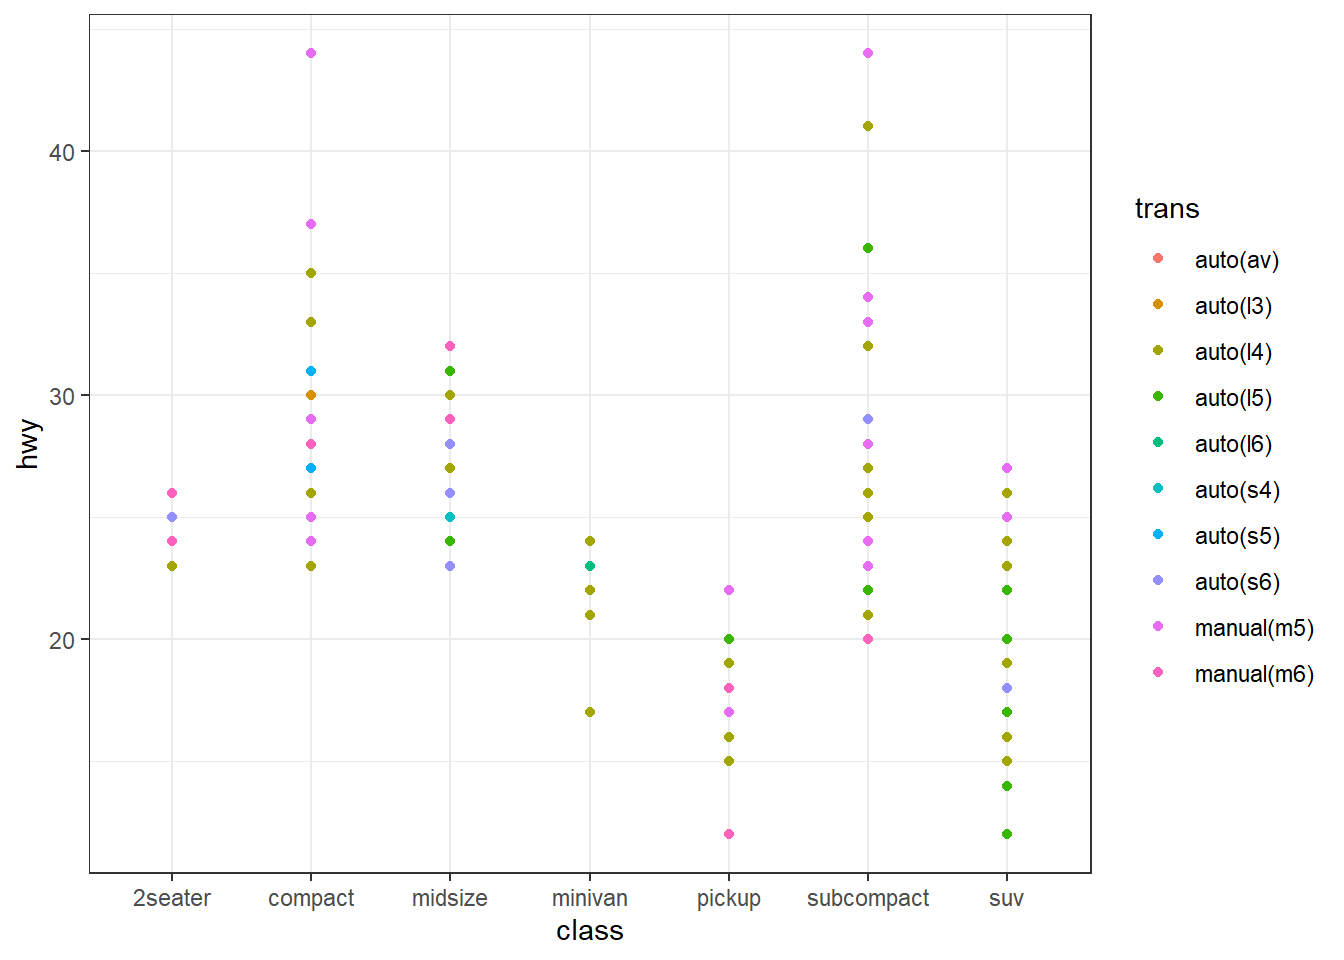 40
30
20
hwy
2seater compact midsize minivan pickup subcompact suv
class
trans
auto(av)
auto(l3)
auto(l4)
auto(l5)
auto(l6)
auto(s4)
auto(s5)
auto(s6)
manual(m5)
manual(m6)